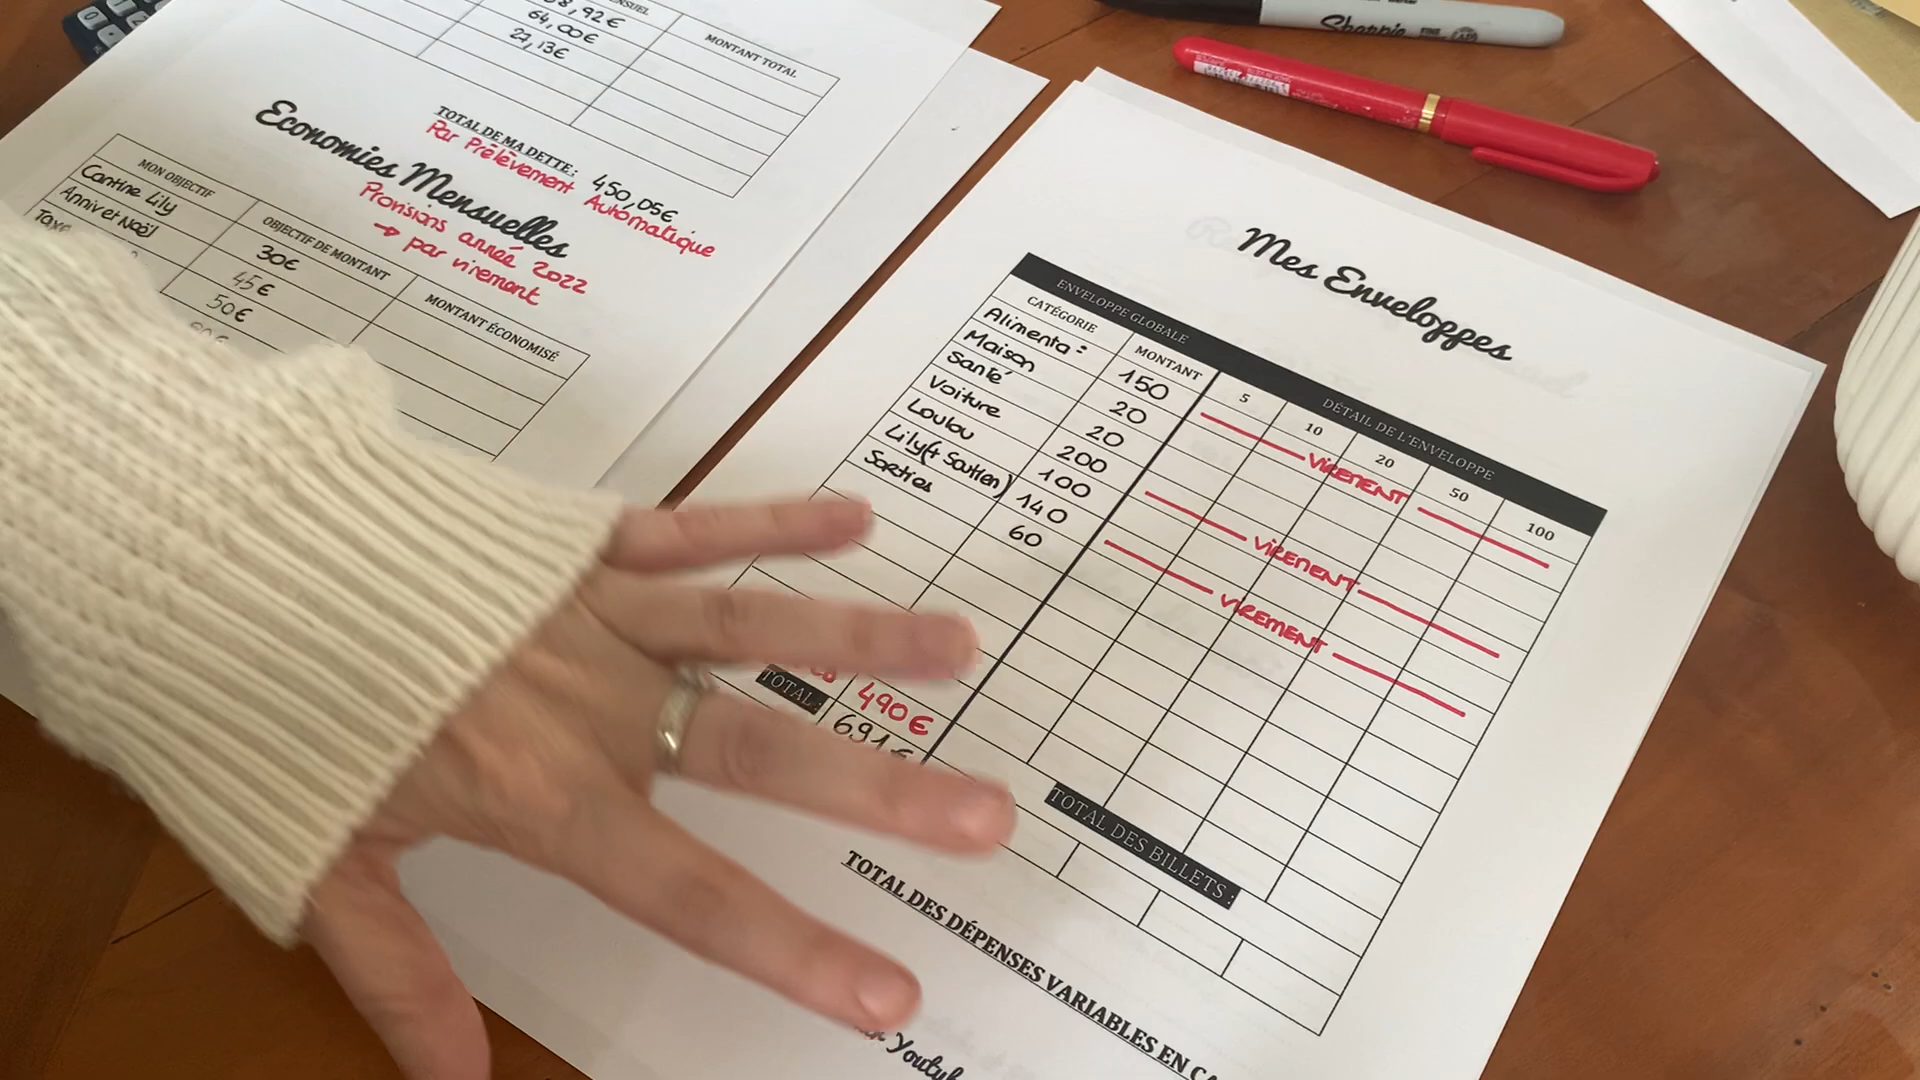 MONTANT TOTAL
64,00€
27,13€
TOTAL DE MA DETTE : 450,05€
Par Prélèvement Automatique
Economies Mensuelles
Provisions année 2022
→ par virement
MON OBJECTIF
OBJECTIF DE MONTANT
MONTANT ÉCONOMISÉ
Cantine Lily 30€
Anniv et Noël 45€
50€
Sharpie
Mes Enveloppes
ENVELOPPE GLOBALE
DÉTAIL DE L'ENVELOPPE
CATÉGORIE MONTANT 5 10 20 50 100
Alimenta : 150 VIREMENT
Maison 20
Santé 20
Voiture 200 VIREMENT
Loulou 100
Lily(+ Soutien) 140 VIREMENT
Sorties 60
490€
TOTAL : 691€
TOTAL DES BILLETS :
TOTAL DES DÉPENSES VARIABLES EN